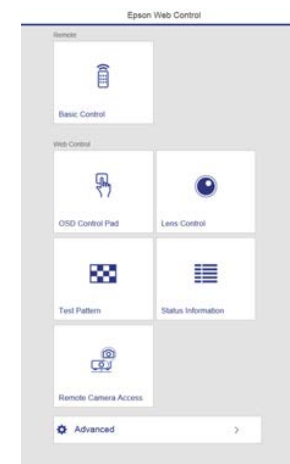 Epson Web Control
Remote
Basic Control
Web Control
OSD Control Pad
Lens Control
Test Pattern
Status Information
Remote Camera Access
Advanced